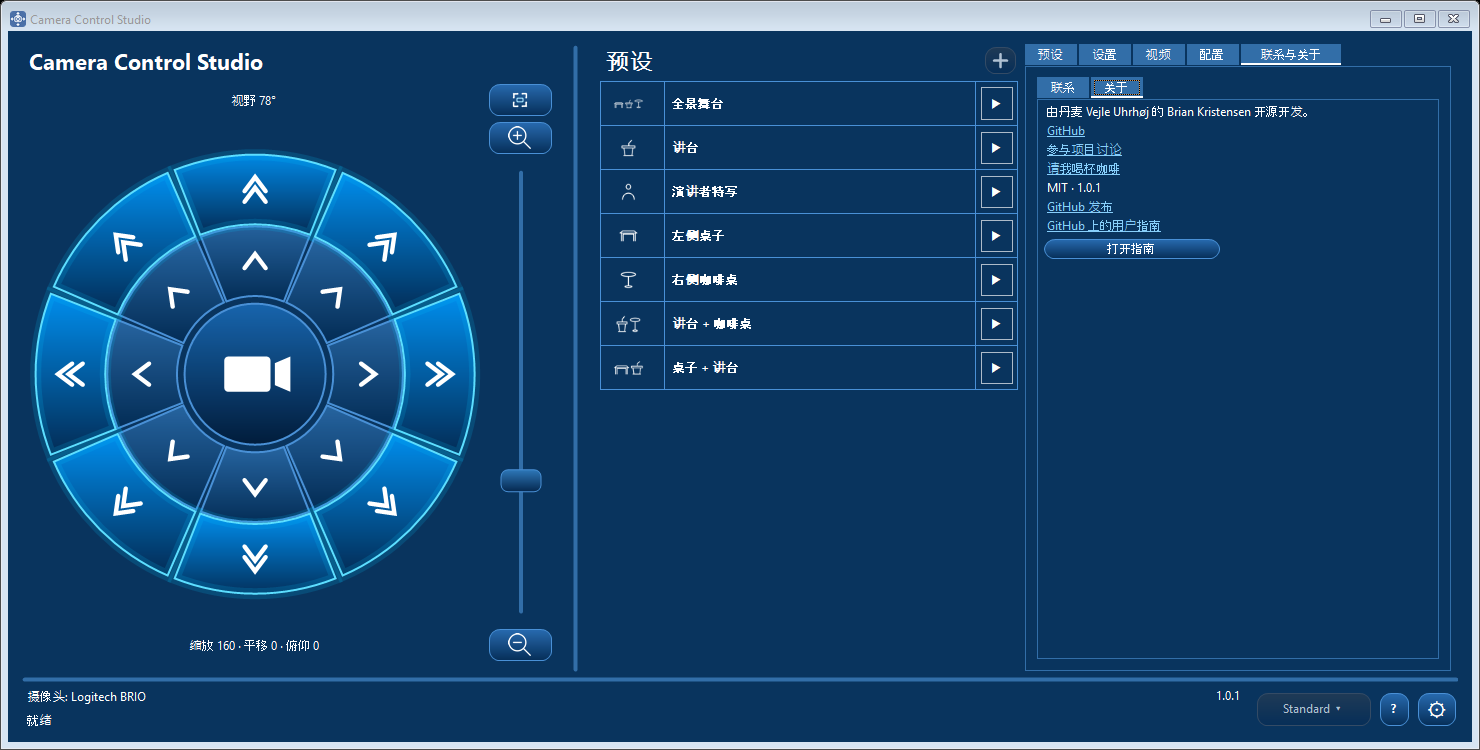 Camera Control Studio
Camera Control Studio
视野 78°
缩放 160 · 平移 0 · 俯仰 0
预设
全景舞台
讲台
演讲者特写
左侧桌子
右侧咖啡桌
讲台 + 咖啡桌
桌子 + 讲台
预设 设置 视频 配置 联系与关于
联系 关于
由丹麦 Vejle Uhrhøj 的 Brian Kristensen 开源开发。
GitHub
参与项目讨论
请我喝杯咖啡
MIT · 1.0.1
GitHub 发布
GitHub 上的用户指南
打开指南
摄像头: Logitech BRIO
就绪
1.0.1
Standard
?